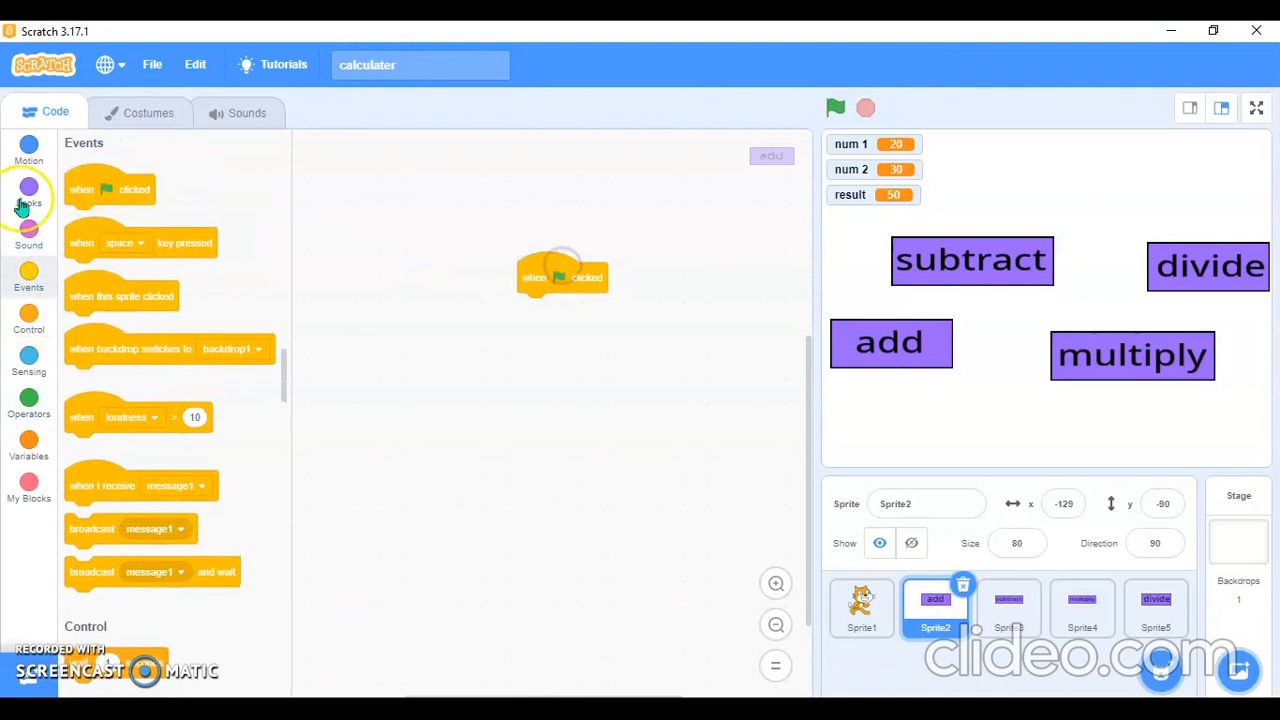 Scratch 3.17.1
SCRATCH File Edit Tutorials calculater
Code Costumes Sounds
Motion
Looks
Sound
Events
Control
Sensing
Operators
Variables
My Blocks
Events
when clicked
when space key pressed
when this sprite clicked
when backdrop switches to backdrop1
when loudness > 10
when I receive message1
broadcast message1
broadcast message1 and wait
Control
add
when clicked
num 1 20
num 2 30
result 50
subtract
divide
add
multiply
Sprite Sprite2 x -129 y -90
Show Size 80 Direction 90
add subtract multiply divide
Sprite1 Sprite2 Sprite3 Sprite4 Sprite5
Stage
Backdrops
1
RECORDED WITH
SCREENCAST MATIC
clideo.com